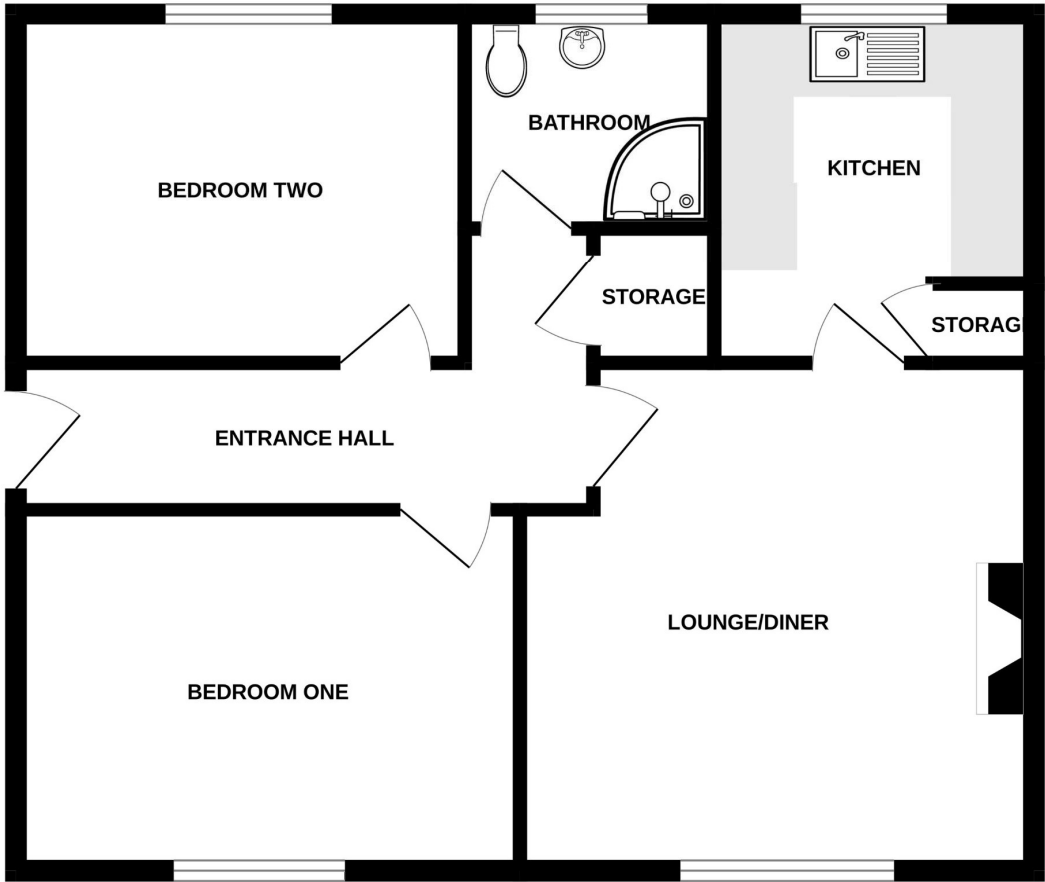 BATHROOM
KITCHEN
BEDROOM TWO
STORAGE
STORAG
ENTRANCE HALL
LOUNGE/DINER
BEDROOM ONE